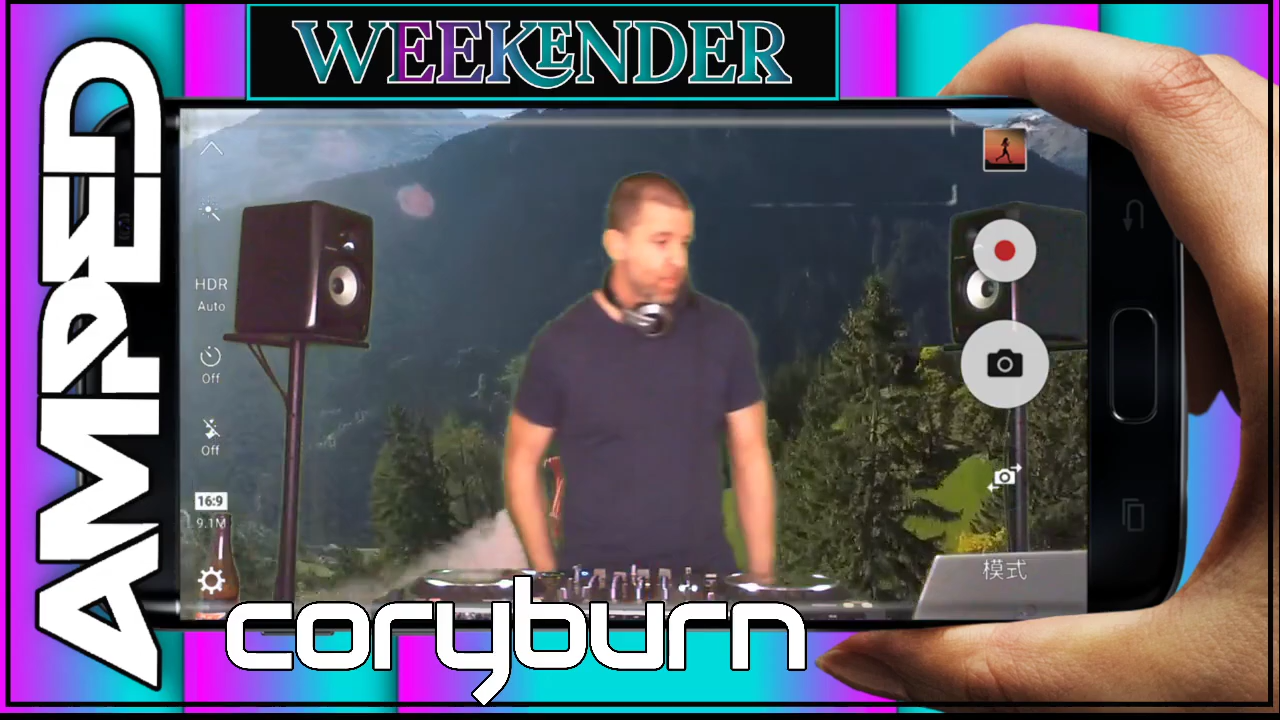 WEEKENDER
AMPED
HDR
Auto
Off
Off
16:9
9.1M
模式
coryburn